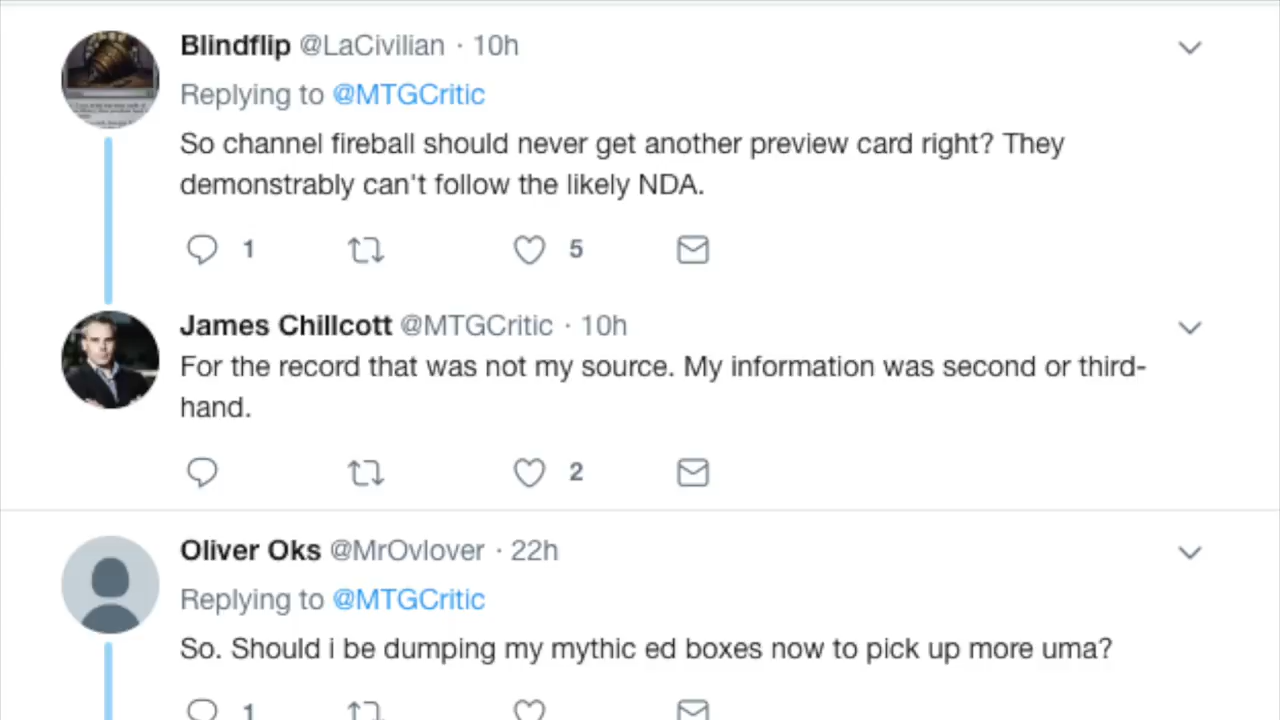 Blindflip @LaCivilian · 10h
Replying to @MTGCritic
So channel fireball should never get another preview card right? They
demonstrably can't follow the likely NDA.
1 5
James Chillcott @MTGCritic · 10h
For the record that was not my source. My information was second or third-
hand.
2
Oliver Oks @MrOvlover · 22h
Replying to @MTGCritic
So. Should i be dumping my mythic ed boxes now to pick up more uma?
1